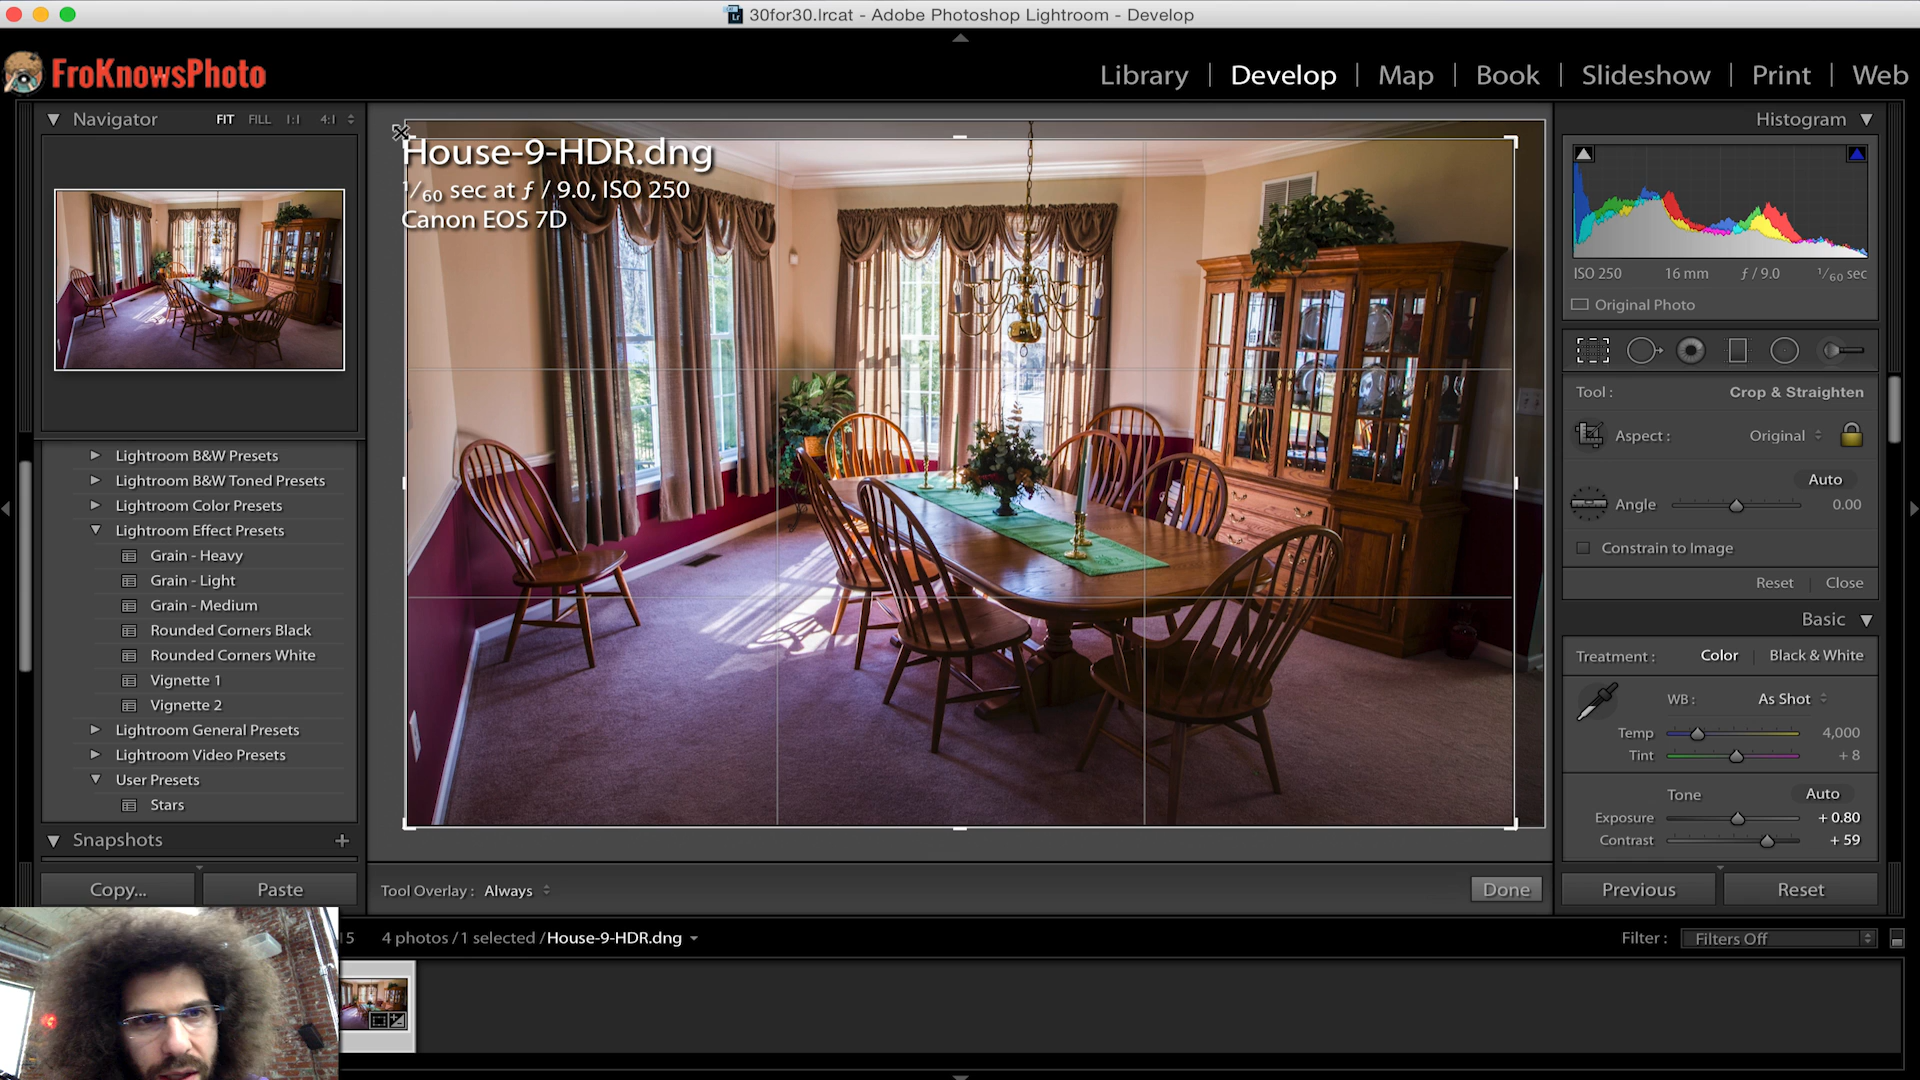 30for30.lrcat - Adobe Photoshop Lightroom - Develop
FroKnowsPhoto
Library | Develop | Map | Book | Slideshow | Print | Web
Navigator FIT FILL 1:1 4:1
Lightroom B&W Presets
Lightroom B&W Toned Presets
Lightroom Color Presets
Lightroom Effect Presets
Grain - Heavy
Grain - Light
Grain - Medium
Rounded Corners Black
Rounded Corners White
Vignette 1
Vignette 2
Lightroom General Presets
Lightroom Video Presets
User Presets
Stars
Snapshots +
Copy... Paste
House-9-HDR.dng
1/60 sec at ƒ / 9.0, ISO 250
Canon EOS 7D
Tool Overlay : Always
Done
Histogram
ISO 250 16 mm ƒ / 9.0 1/60 sec
Original Photo
Tool : Crop & Straighten
Aspect : Original
Auto
Angle 0.00
Constrain to Image
Reset Close
Basic
Treatment : Color Black & White
WB : As Shot
Temp 4,000
Tint + 8
Tone Auto
Exposure + 0.80
Contrast + 59
Previous Reset
15 4 photos / 1 selected / House-9-HDR.dng
Filter : Filters Off